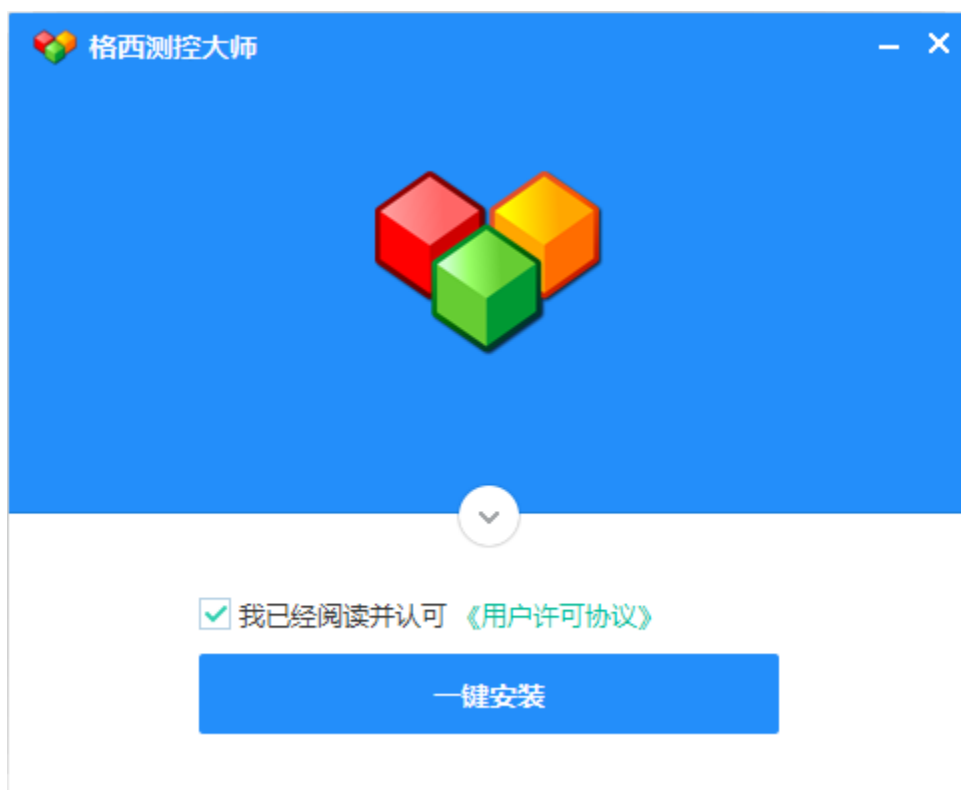 格西测控大师
我已经阅读并认可 《用户许可协议》
一键安装